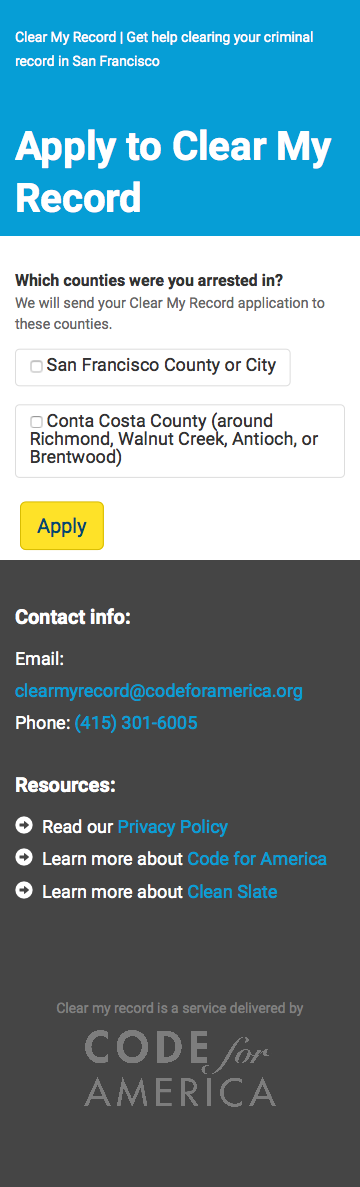 Clear My Record | Get help clearing your criminal
record in San Francisco
Apply to Clear My
Record
Which counties were you arrested in?
We will send your Clear My Record application to
these counties.
San Francisco County or City
Conta Costa County (around
Richmond, Walnut Creek, Antioch, or
Brentwood)
Apply
Contact info:
Email:
clearmyrecord@codeforamerica.org
Phone: (415) 301-6005
Resources:
Read our Privacy Policy
Learn more about Code for America
Learn more about Clean Slate
Clear my record is a service delivered by
CODE for
AMERICA